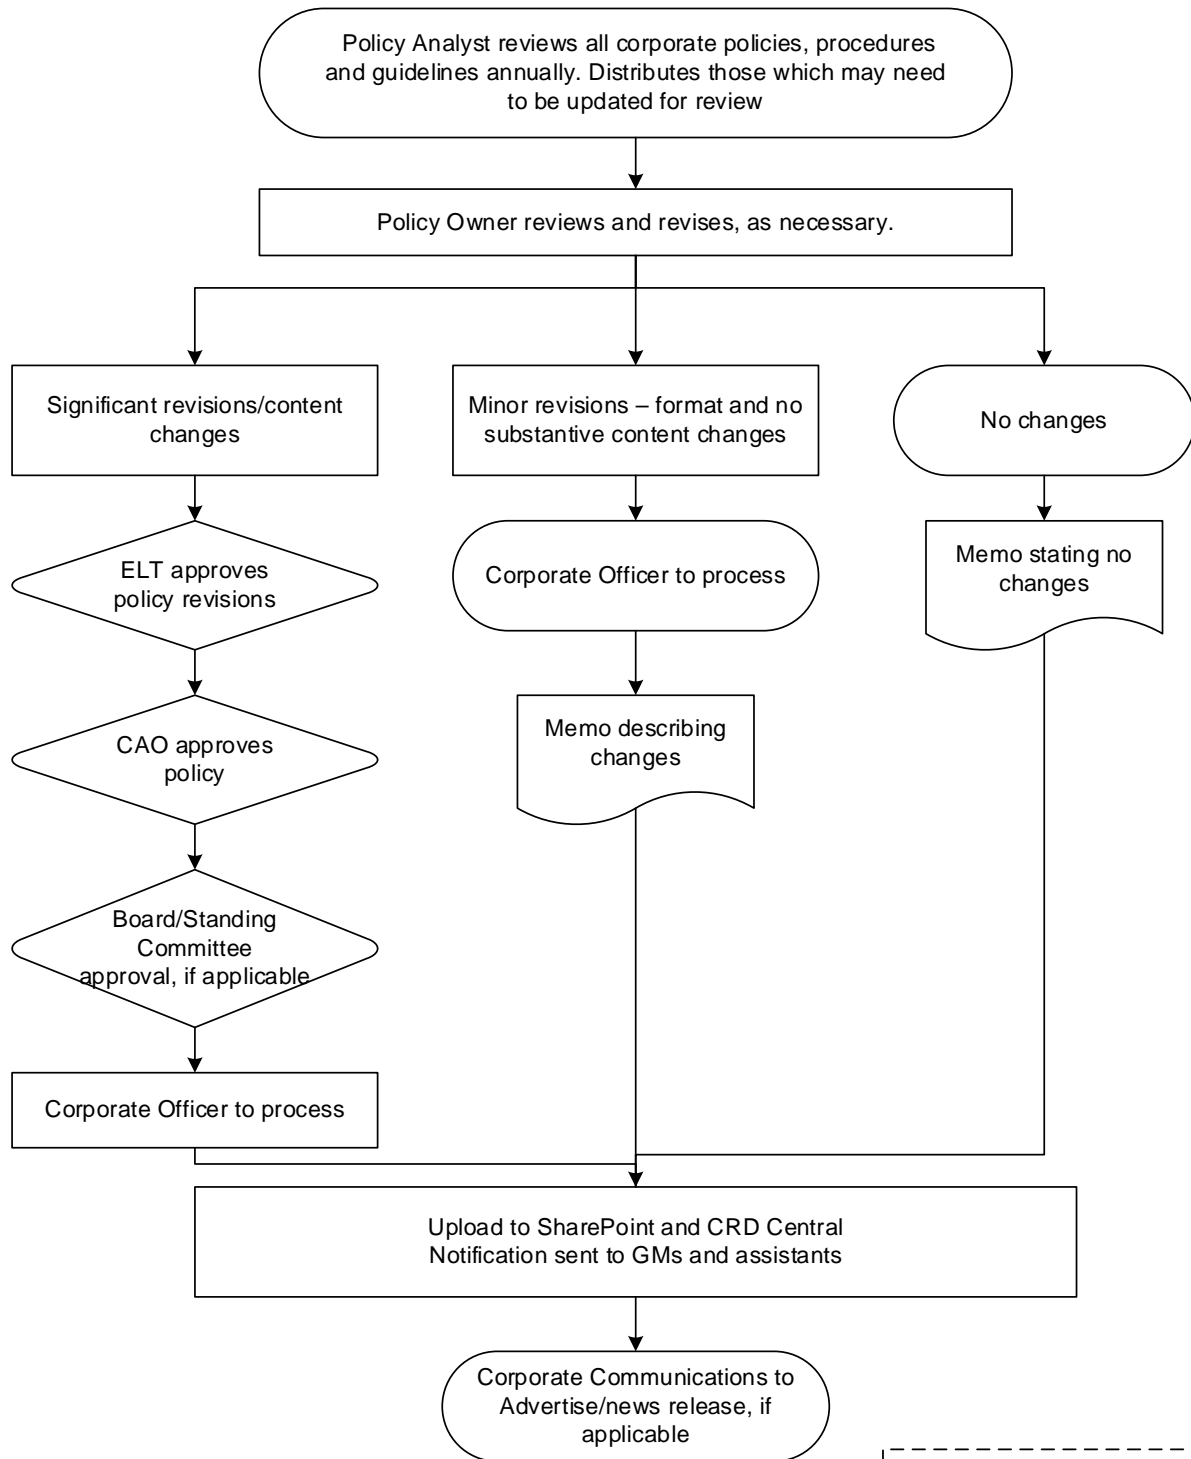 Policy Analyst reviews all corporate policies, procedures
and guidelines annually. Distributes those which may need
to be updated for review
Policy Owner reviews and revises, as necessary.
Significant revisions/content
changes
Minor revisions – format and no
substantive content changes
No changes
ELT approves
policy revisions
Corporate Officer to process
Memo stating no
changes
CAO approves
policy
Memo describing
changes
Board/Standing
Committee
approval, if applicable
Corporate Officer to process
Upload to SharePoint and CRD Central
Notification sent to GMs and assistants
Corporate Communications to
Advertise/news release, if
applicable